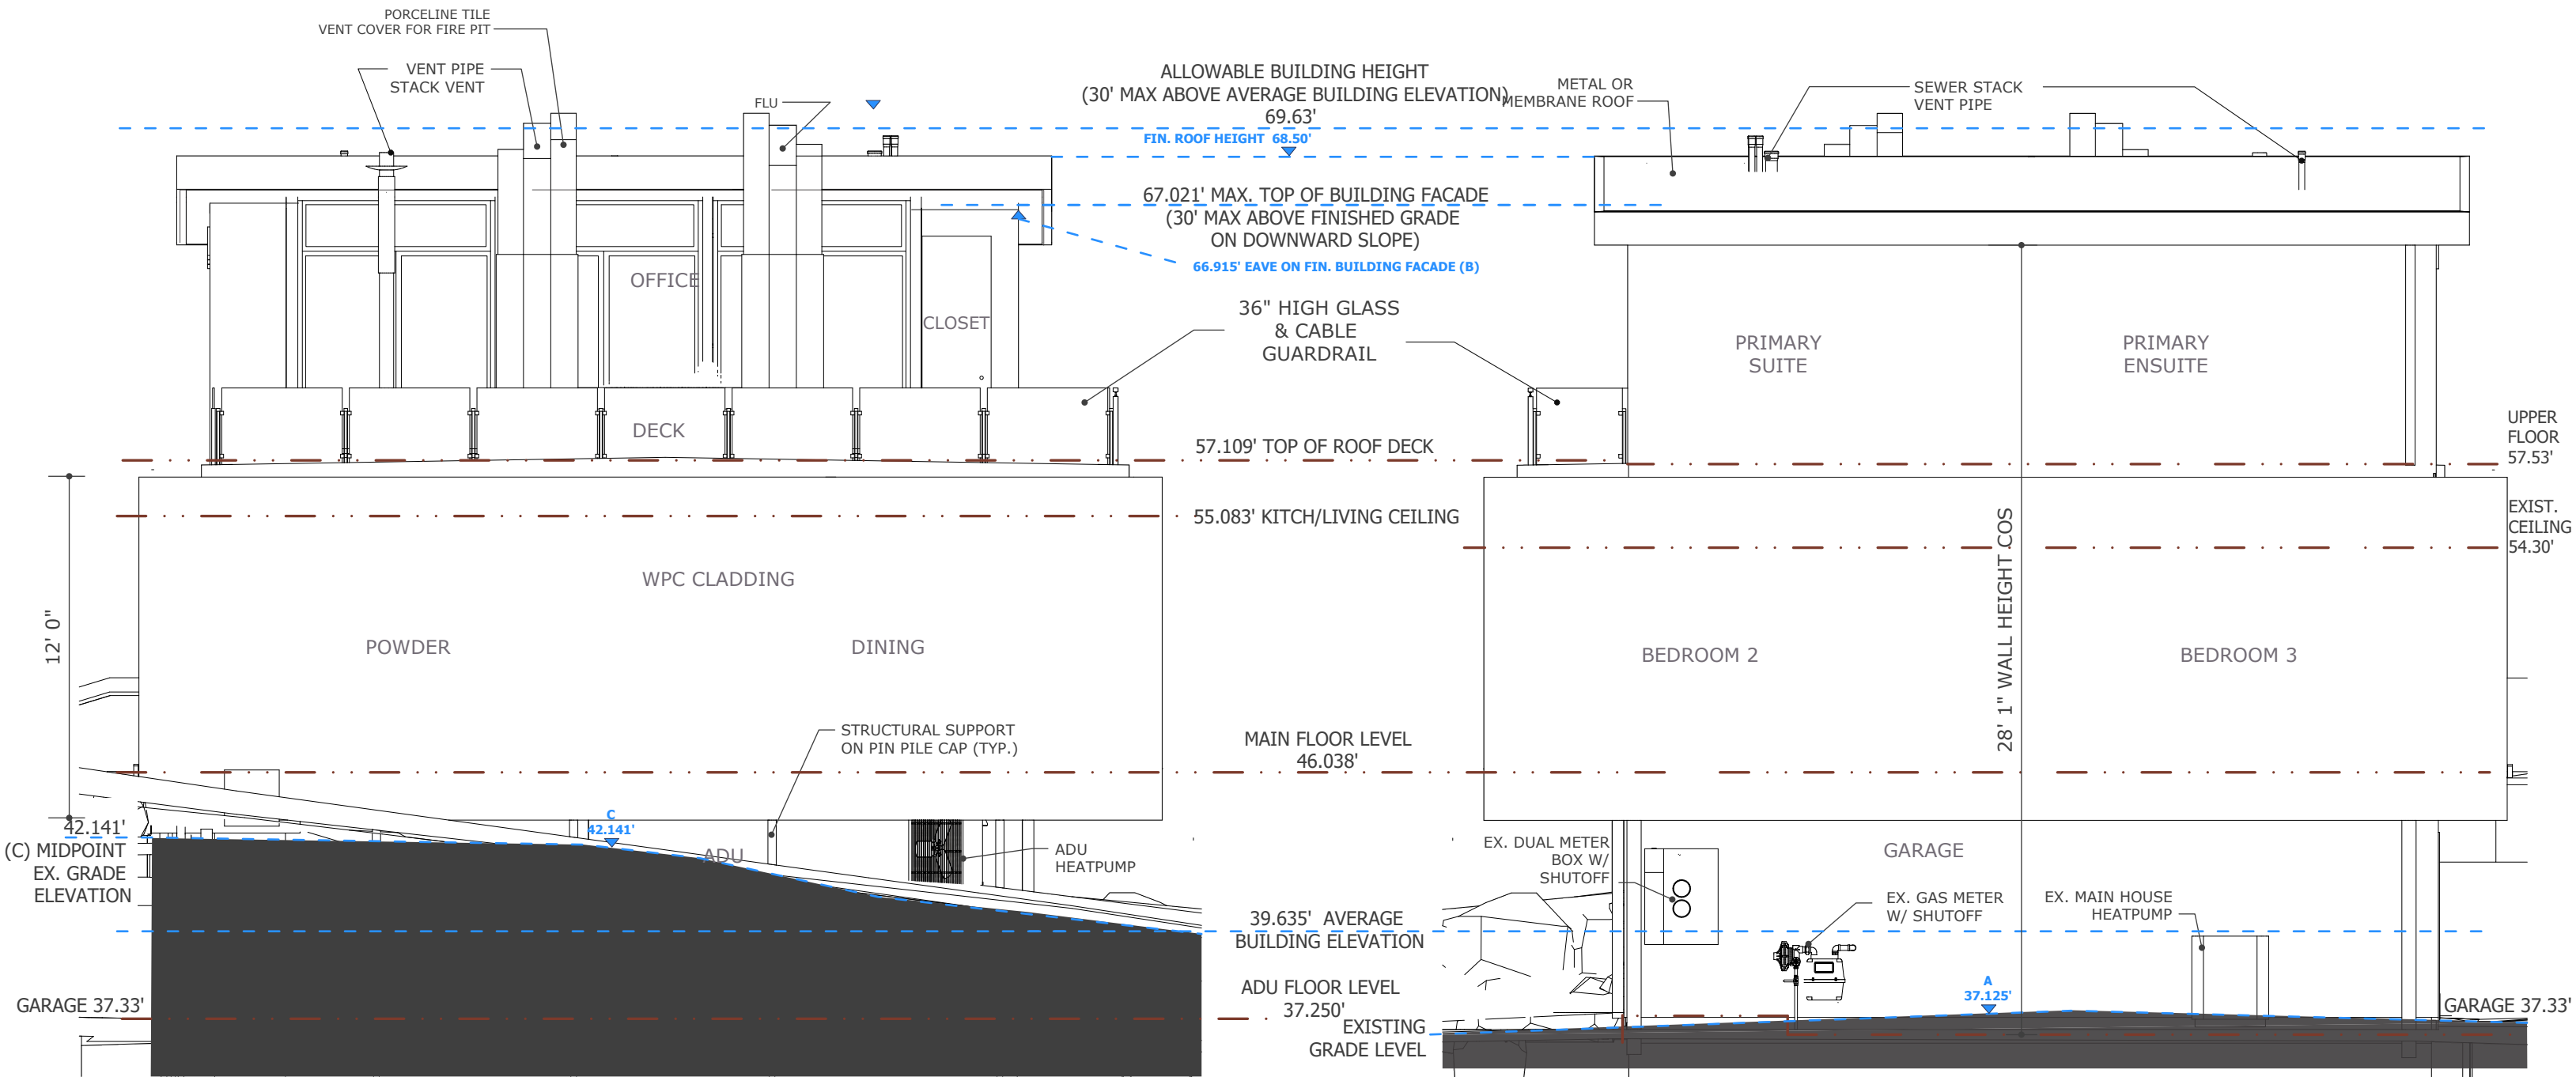 PORCELINE TILE
VENT COVER FOR FIRE PIT
VENT PIPE
STACK VENT
FLU
ALLOWABLE BUILDING HEIGHT
(30' MAX ABOVE AVERAGE BUILDING ELEVATION)
69.63'
FIN. ROOF HEIGHT 68.50'
METAL OR
MEMBRANE ROOF
SEWER STACK
VENT PIPE
67.021' MAX. TOP OF BUILDING FACADE
(30' MAX ABOVE FINISHED GRADE
ON DOWNWARD SLOPE)
66.915' EAVE ON FIN. BUILDING FACADE (B)
OFFICE
CLOSET
36" HIGH GLASS
& CABLE
GUARDRAIL
PRIMARY
SUITE
PRIMARY
ENSUITE
DECK
57.109' TOP OF ROOF DECK
UPPER
FLOOR
57.53'
55.083' KITCH/LIVING CEILING
EXIST.
CEILING
54.30'
WPC CLADDING
12' 0"
POWDER
DINING
28' 1" WALL HEIGHT COS
BEDROOM 2
BEDROOM 3
STRUCTURAL SUPPORT
ON PIN PILE CAP (TYP.)
MAIN FLOOR LEVEL
46.038'
42.141'
(C) MIDPOINT
EX. GRADE
ELEVATION
C
42.141'
ADU
ADU
HEATPUMP
EX. DUAL METER
BOX W/
SHUTOFF
GARAGE
EX. GAS METER
W/ SHUTOFF
EX. MAIN HOUSE
HEATPUMP
39.635' AVERAGE
BUILDING ELEVATION
GARAGE 37.33'
ADU FLOOR LEVEL
37.250'
A
37.125'
GARAGE 37.33'
EXISTING
GRADE LEVEL